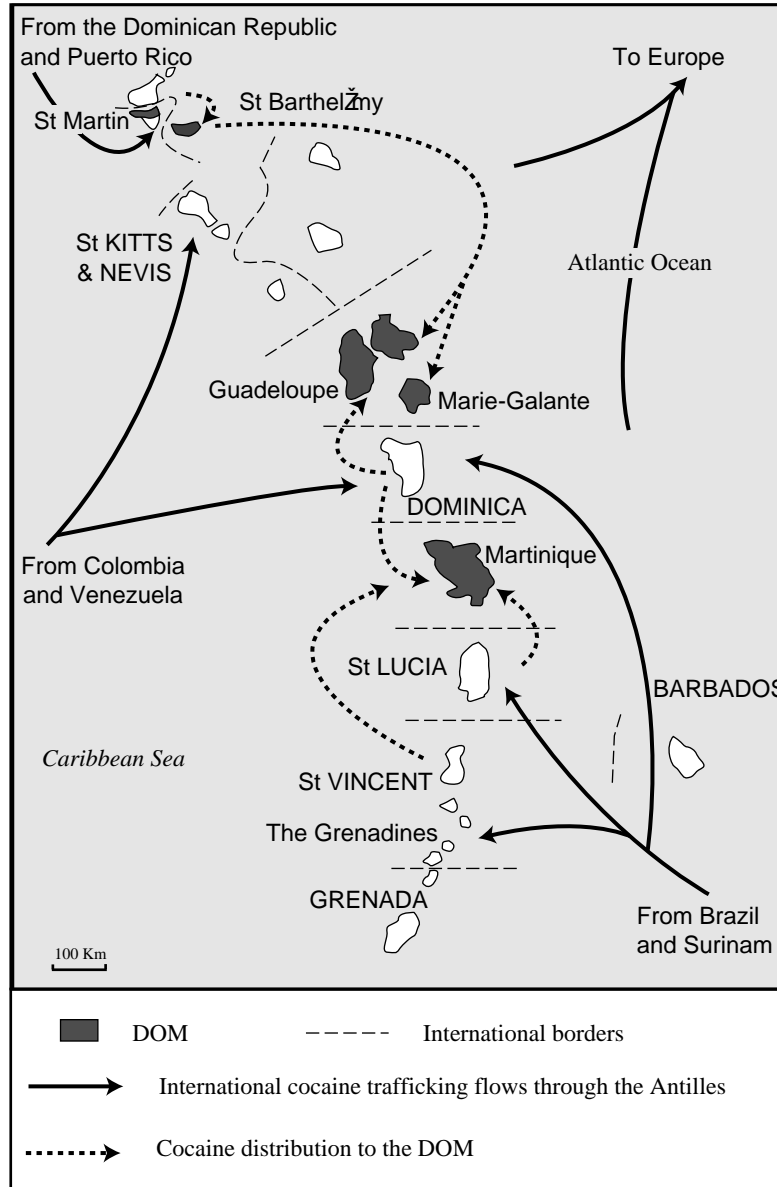 From the Dominican Republic
and Puerto Rico
To Europe
St Barthelémy
St Martin
St KITTS
& NEVIS
Atlantic Ocean
Guadeloupe
Marie-Galante
DOMINICA
Martinique
From Colombia
and Venezuela
St LUCIA
BARBADOS
Caribbean Sea
St VINCENT
The Grenadines
GRENADA
From Brazil
and Surinam
100 Km
DOM
International borders
International cocaine trafficking flows through the Antilles
Cocaine distribution to the DOM